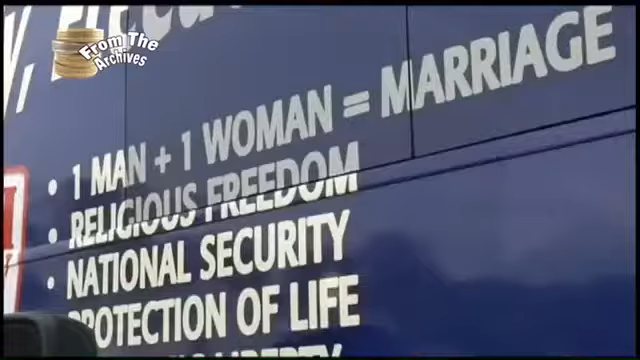 From The
Archives
• 1 MAN + 1 WOMAN = MARRIAGE
• RELIGIOUS FREEDOM
• NATIONAL SECURITY
PROTECTION OF LIFE